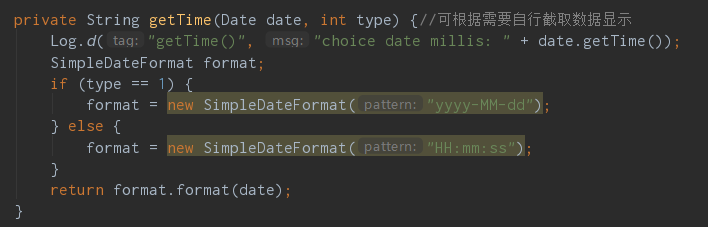 private String getTime(Date date, int type) {//可根据需要自行截取数据显示
Log.d( tag: "getTime()", msg: "choice date millis: " + date.getTime());
SimpleDateFormat format;
if (type == 1) {
format = new SimpleDateFormat( pattern: "yyyy-MM-dd");
} else {
format = new SimpleDateFormat( pattern: "HH:mm:ss");
}
return format.format(date);
}